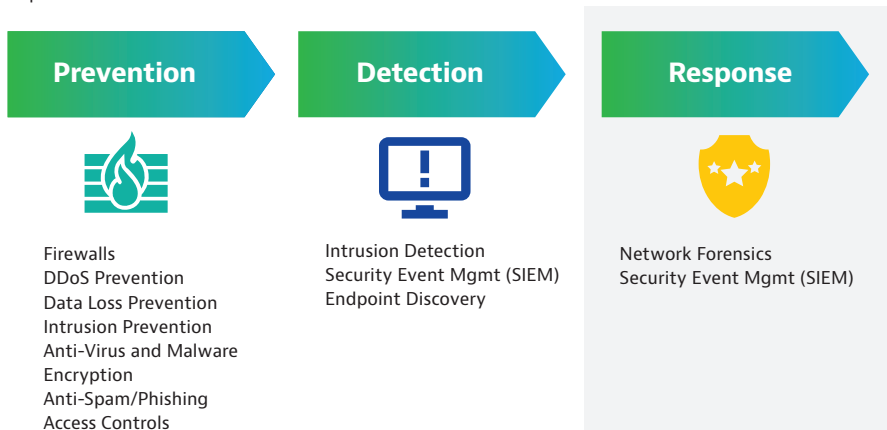 Prevention
Firewalls
DDoS Prevention
Data Loss Prevention
Intrusion Prevention
Anti-Virus and Malware
Encryption
Anti-Spam/Phishing
Access Controls
Detection
Intrusion Detection
Security Event Mgmt (SIEM)
Endpoint Discovery
Response
Network Forensics
Security Event Mgmt (SIEM)